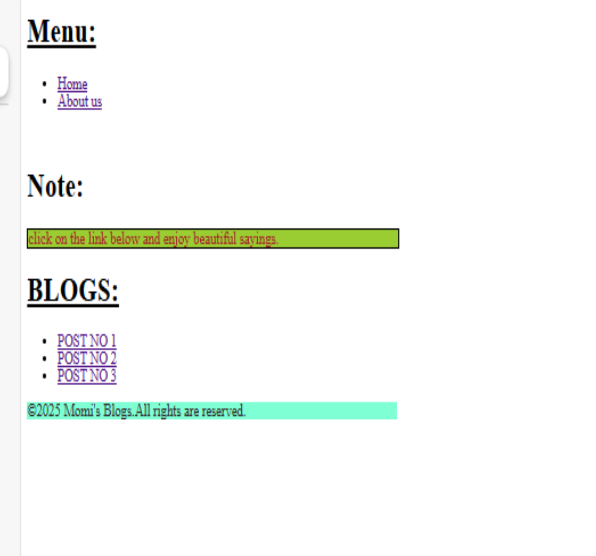 Menu:
Home
About us
Note:
click on the link below and enjoy beautiful sayings.
BLOGS:
POST NO 1
POST NO 2
POST NO 3
©2025 Momi's Blogs.All rights are reserved.